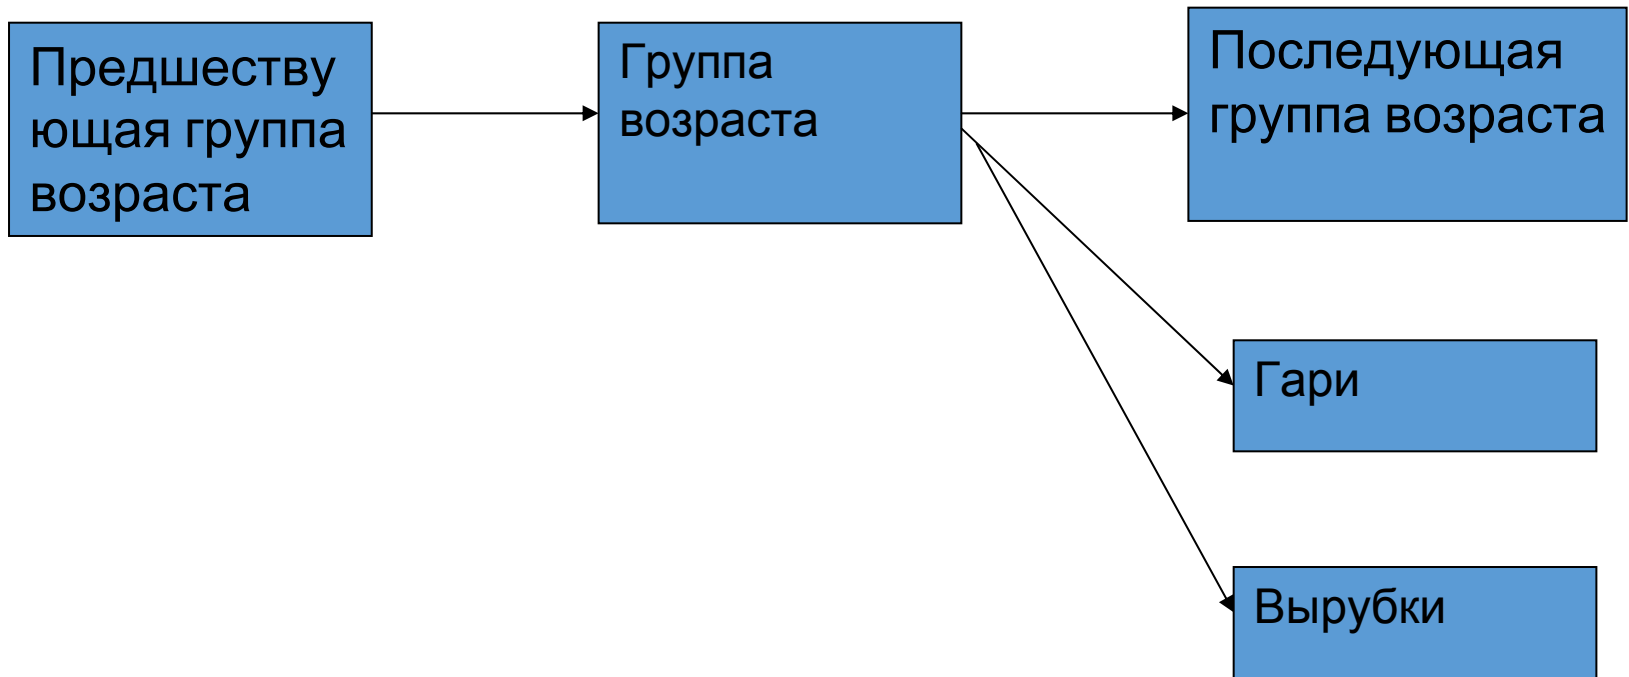 Предшеству
ющая группа
возраста
Группа
возраста
Последующая
группа возраста
Гари
Вырубки